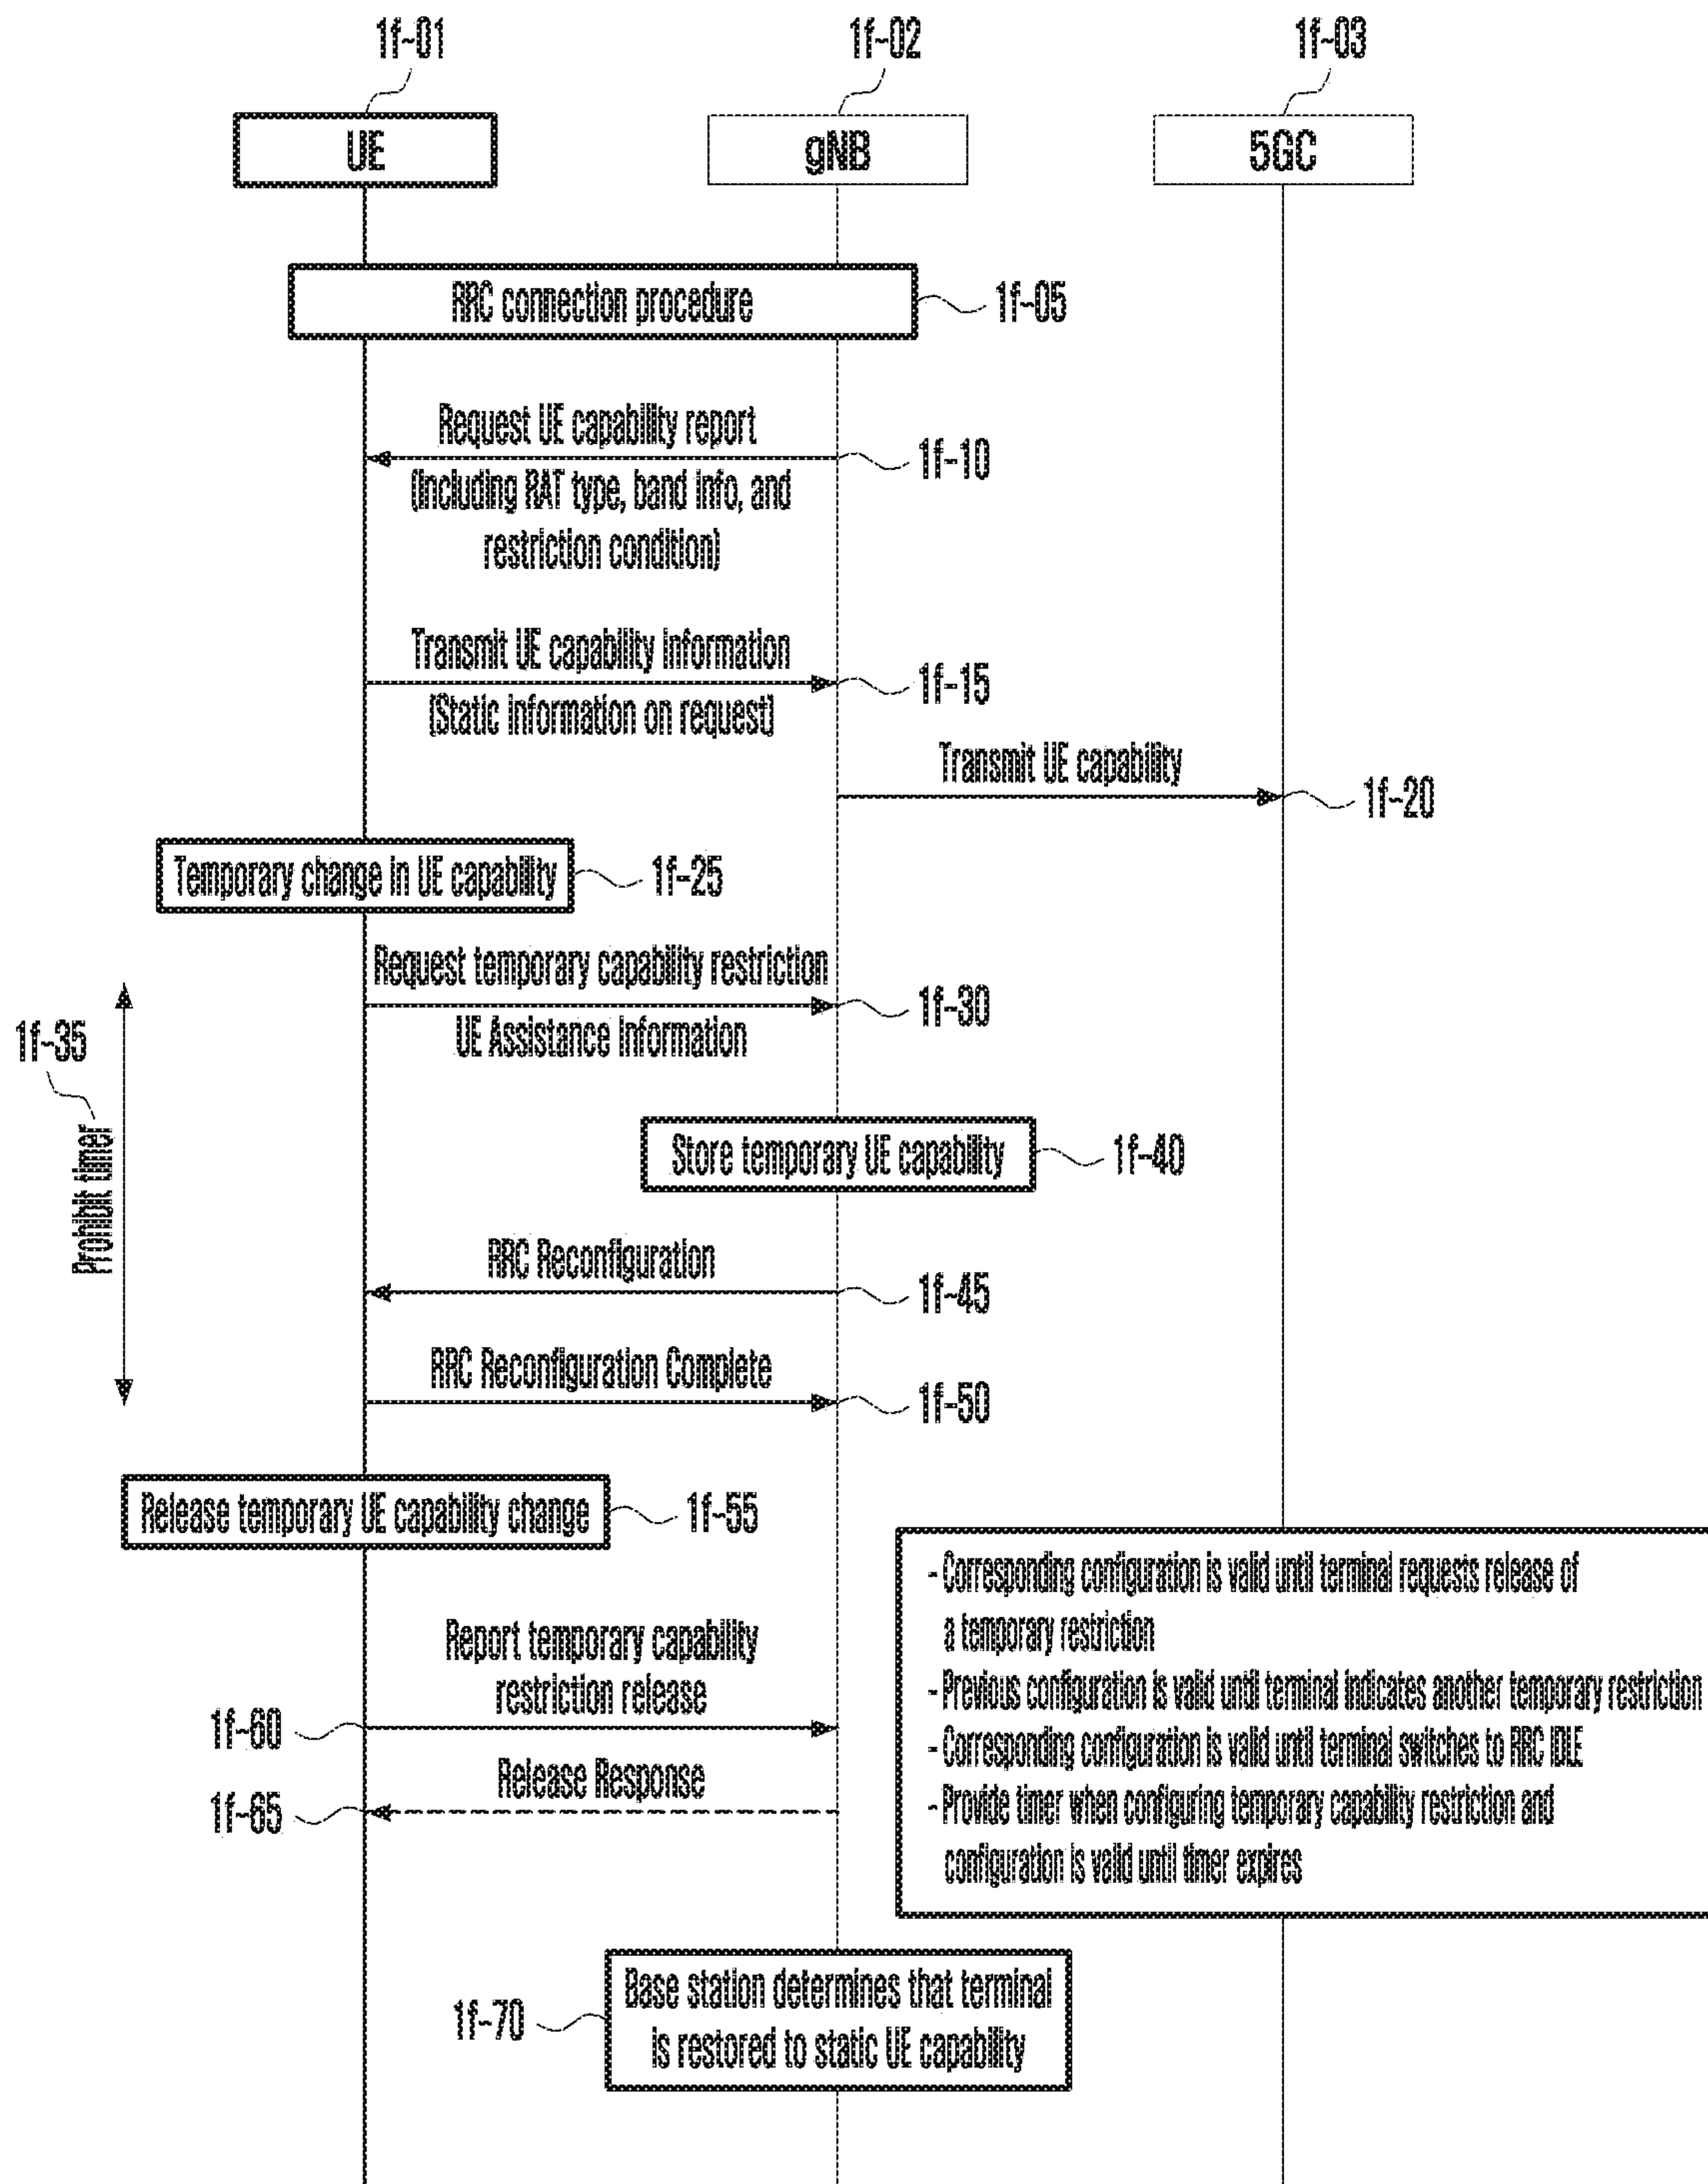 1f-01
1f-02
1f-03
UE
gNB
5GC
RRC connection procedure
1f-05
Request UE capability report
1f-10
(Including RAT type, band info, and
restriction condition)
Transmit UE capability information
1f-15
(Static information on request)
Transmit UE capability
1f-20
Temporary change in UE capability
1f-25
Request temporary capability restriction
1f-30
UE Assistance Information
1f-35
Prohibit timer
Store temporary UE capability
1f-40
RRC Reconfiguration
1f-45
RRC Reconfiguration Complete
1f-50
Release temporary UE capability change
1f-55
- Corresponding configuration is valid until terminal requests release of
a temporary restriction
- Previous configuration is valid until terminal indicates another temporary restriction
- Corresponding configuration is valid until terminal switches to RRC IDLE
- Provide timer when configuring temporary capability restriction and
configuration is valid until timer expires
Report temporary capability
restriction release
1f-60
Release Response
1f-65
Base station determines that terminal
is restored to static UE capability
1f-70